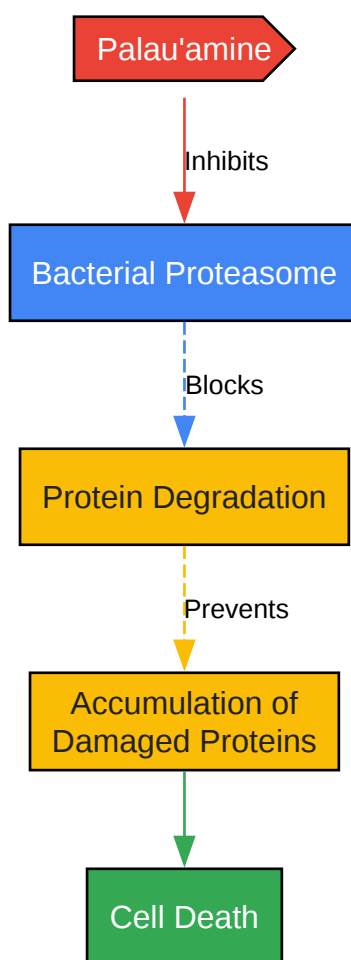 Palau'amine
Inhibits
Bacterial Proteasome
Blocks
Protein Degradation
Prevents
Accumulation of
Damaged Proteins
Cell Death